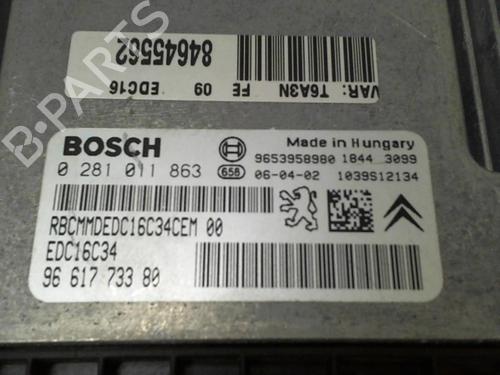 84645562
VAR: T6A3N FE 09 EDC16
B-PARTS
BOSCH
Made in Hungary
9653958980 1844 3099
0 281 011 863
658 06-04-02 1039S12134
RBCMMDEDC16C34CEM 00
EDC16C34
96 617 733 80